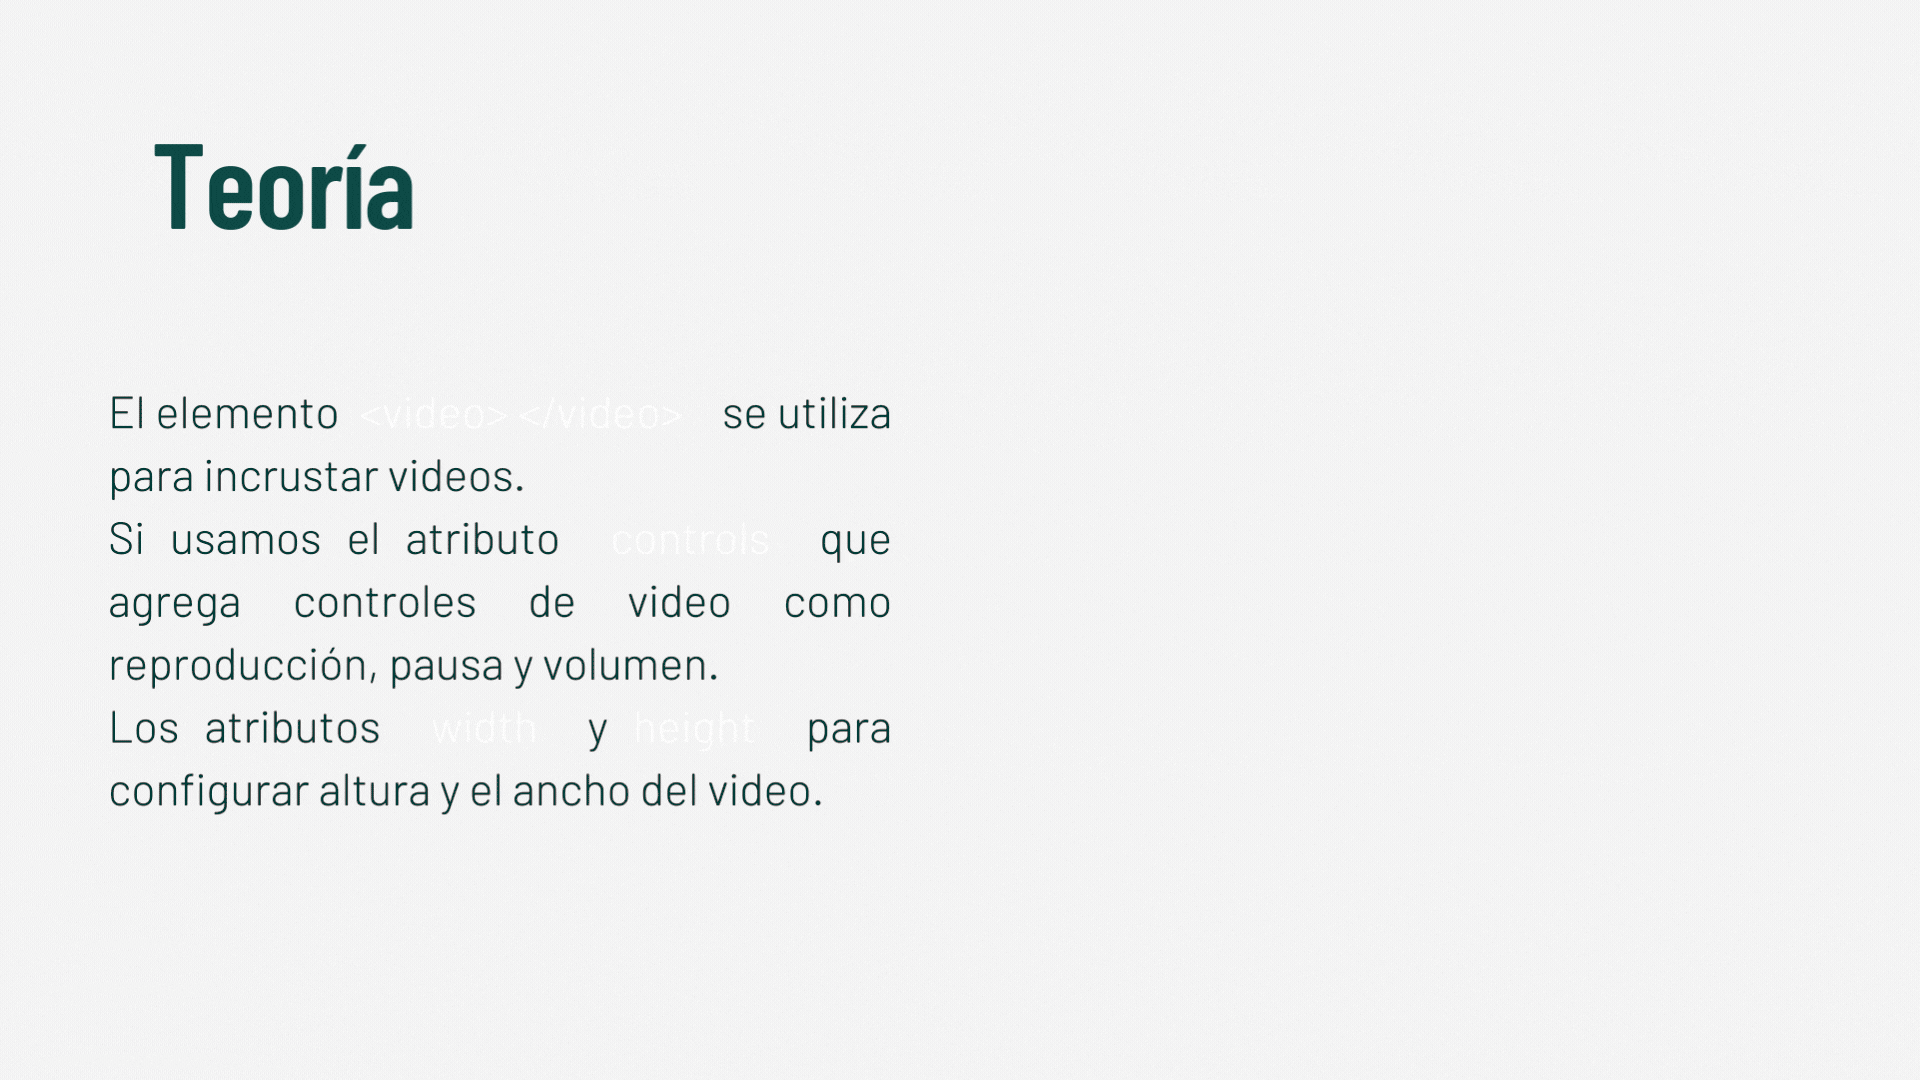 Teoría
El elemento <video> </video> se utiliza
para incrustar videos.
Si usamos el atributo controls que
agrega controles de video como
reproducción, pausa y volumen.
Los atributos width y height para
configurar altura y el ancho del video.